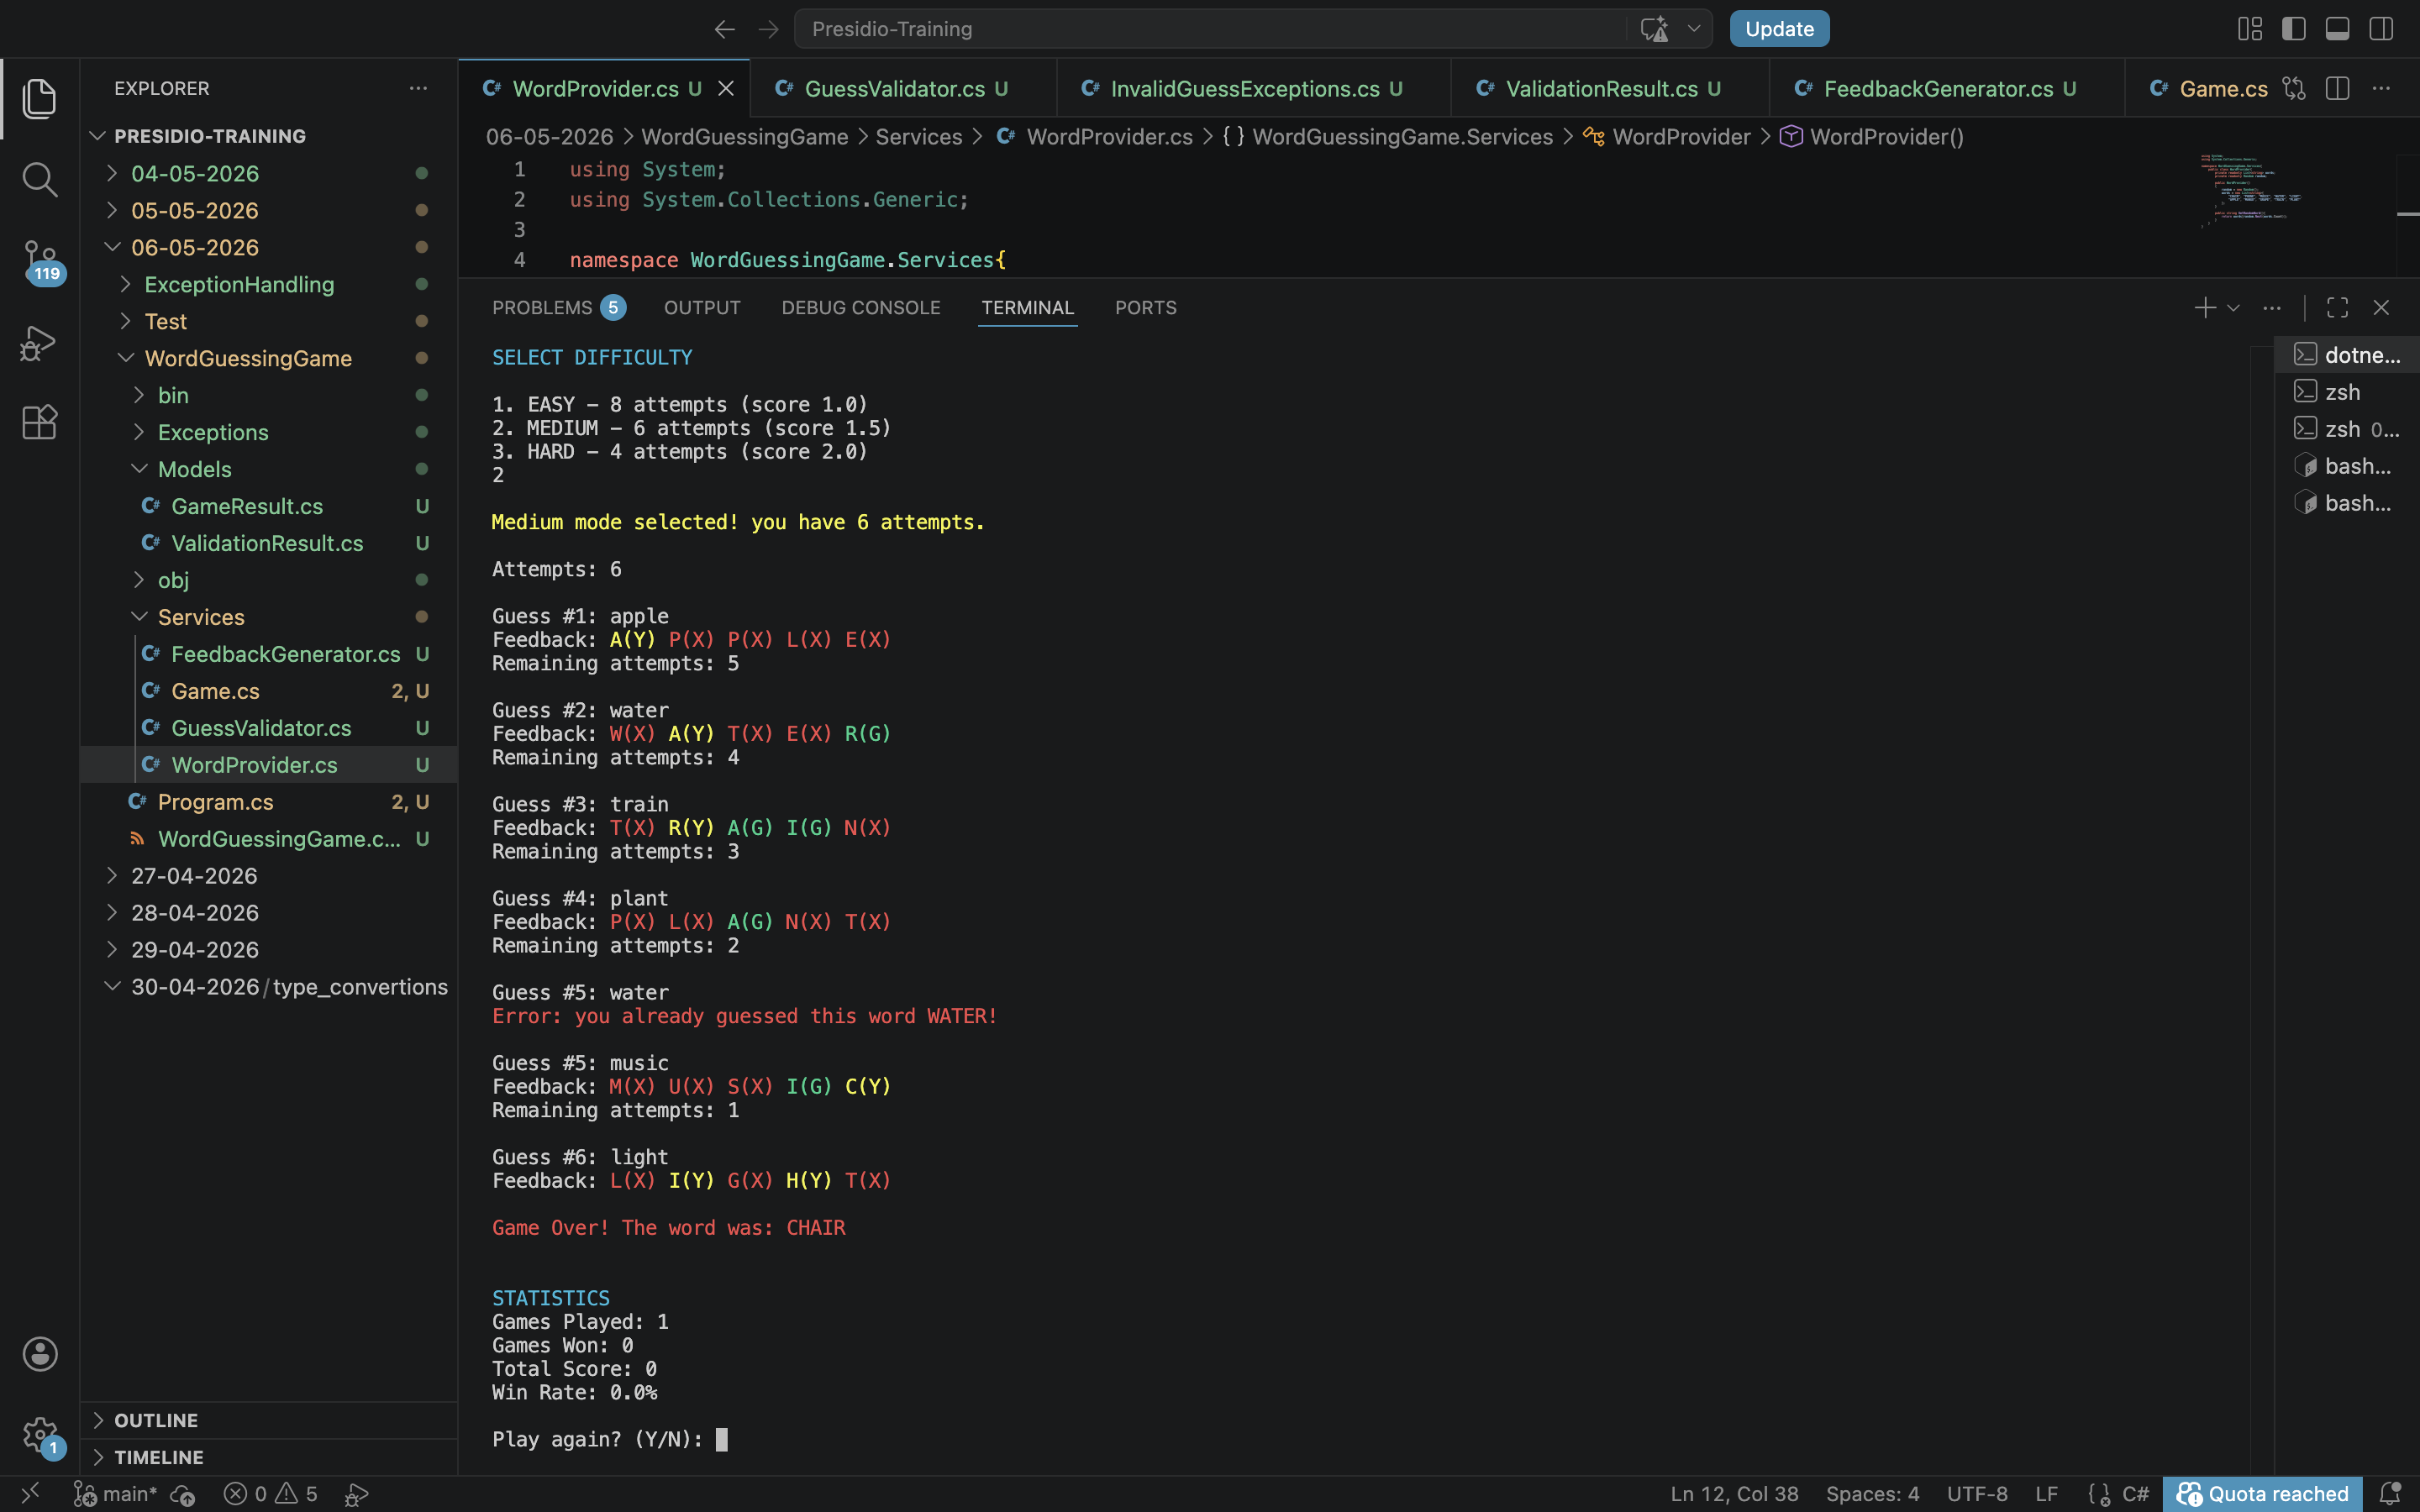 Presidio-Training
Update
EXPLORER
PRESIDIO-TRAINING
04-05-2026
05-05-2026
06-05-2026
ExceptionHandling
Test
WordGuessingGame
bin
Exceptions
Models
GameResult.cs U
ValidationResult.cs U
obj
Services
FeedbackGenerator.cs U
Game.cs 2, U
GuessValidator.cs U
WordProvider.cs U
Program.cs 2, U
WordGuessingGame.c... U
27-04-2026
28-04-2026
29-04-2026
30-04-2026/type_convertions
OUTLINE
TIMELINE
119
1
WordProvider.cs U GuessValidator.cs U InvalidGuessExceptions.cs U ValidationResult.cs U FeedbackGenerator.cs U Game.cs
06-05-2026 > WordGuessingGame > Services > WordProvider.cs > {} WordGuessingGame.Services > WordProvider > WordProvider()
1 using System;
2 using System.Collections.Generic;
3
4 namespace WordGuessingGame.Services{
PROBLEMS 5 OUTPUT DEBUG CONSOLE TERMINAL PORTS
SELECT DIFFICULTY
1. EASY – 8 attempts (score 1.0)
2. MEDIUM – 6 attempts (score 1.5)
3. HARD – 4 attempts (score 2.0)
2
Medium mode selected! you have 6 attempts.
Attempts: 6
Guess #1: apple
Feedback: A(Y) P(X) P(X) L(X) E(X)
Remaining attempts: 5
Guess #2: water
Feedback: W(X) A(Y) T(X) E(X) R(G)
Remaining attempts: 4
Guess #3: train
Feedback: T(X) R(Y) A(G) I(G) N(X)
Remaining attempts: 3
Guess #4: plant
Feedback: P(X) L(X) A(G) N(X) T(X)
Remaining attempts: 2
Guess #5: water
Error: you already guessed this word WATER!
Guess #5: music
Feedback: M(X) U(X) S(X) I(G) C(Y)
Remaining attempts: 1
Guess #6: light
Feedback: L(X) I(Y) G(X) H(Y) T(X)
Game Over! The word was: CHAIR
STATISTICS
Games Played: 1
Games Won: 0
Total Score: 0
Win Rate: 0.0%
Play again? (Y/N):
dotne...
zsh
zsh 0...
bash...
bash...
main* 0 5 Ln 12, Col 38 Spaces: 4 UTF-8 LF {} C# Quota reached